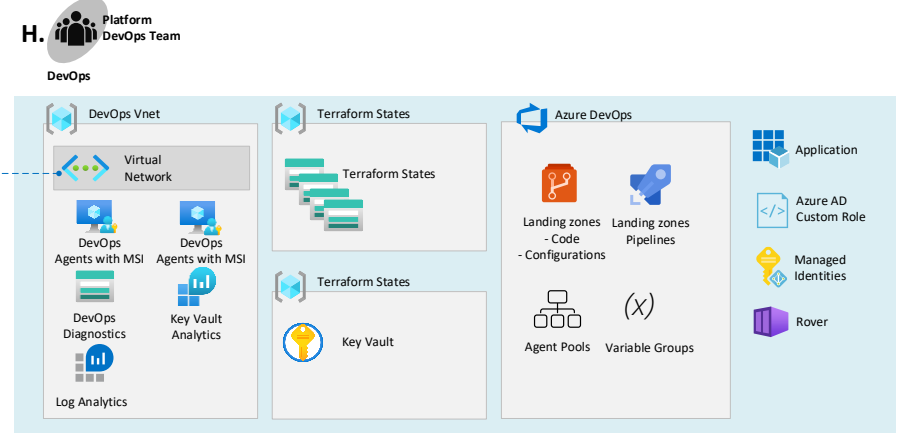 H.
Platform
DevOps Team
DevOps
DevOps Vnet
Virtual
Network
DevOps
Agents with MSI
DevOps
Agents with MSI
DevOps
Diagnostics
Key Vault
Analytics
Log Analytics
Terraform States
Terraform States
Terraform States
Key Vault
Azure DevOps
Landing zones
- Code
- Configurations
Landing zones
Pipelines
Agent Pools
(x)
Variable Groups
Application
</>
Azure AD
Custom Role
Managed
Identities
Rover